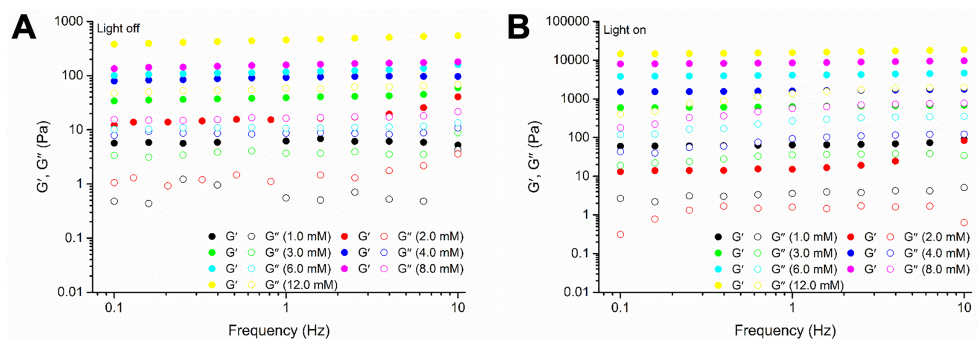 A
Light off
1000
100
10
1
0.1
0.01
G′, G″ (Pa)
G′ G″ (1.0 mM) G′ G″ (2.0 mM)
G′ G″ (3.0 mM) G′ G″ (4.0 mM)
G′ G″ (6.0 mM) G′ G″ (8.0 mM)
G′ G″ (12.0 mM)
0.1 1 10
Frequency (Hz)
B
Light on
100000
10000
1000
100
10
1
0.1
0.01
G′, G″ (Pa)
G′ G″ (1.0 mM) G′ G″ (2.0 mM)
G′ G″ (3.0 mM) G′ G″ (4.0 mM)
G′ G″ (6.0 mM) G′ G″ (8.0 mM)
G′ G″ (12.0 mM)
0.1 1 10
Frequency (Hz)